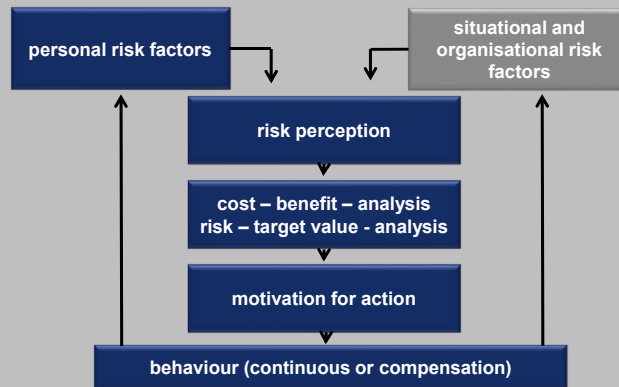 personal risk factors
situational and
organisational risk
factors
risk perception
cost – benefit – analysis
risk – target value - analysis
motivation for action
behaviour (continuous or compensation)